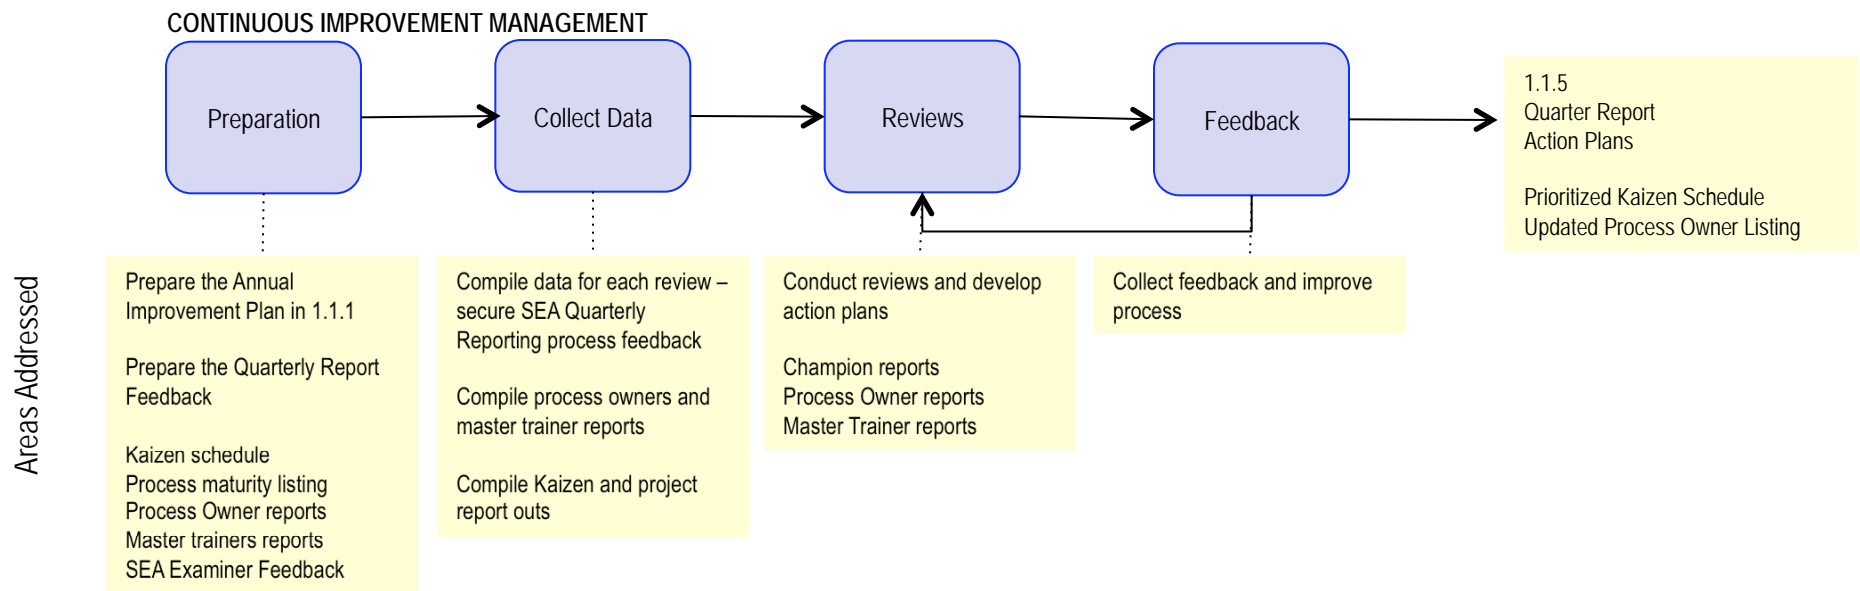 CONTINUOUS IMPROVEMENT MANAGEMENT
Preparation
Collect Data
Reviews
Feedback
1.1.5
Quarter Report
Action Plans
Prioritized Kaizen Schedule
Updated Process Owner Listing
Areas Addressed
Prepare the Annual
Improvement Plan in 1.1.1
Prepare the Quarterly Report
Feedback
Kaizen schedule
Process maturity listing
Process Owner reports
Master trainers reports
SEA Examiner Feedback
Compile data for each review –
secure SEA Quarterly
Reporting process feedback
Compile process owners and
master trainer reports
Compile Kaizen and project
report outs
Conduct reviews and develop
action plans
Champion reports
Process Owner reports
Master Trainer reports
Collect feedback and improve
process